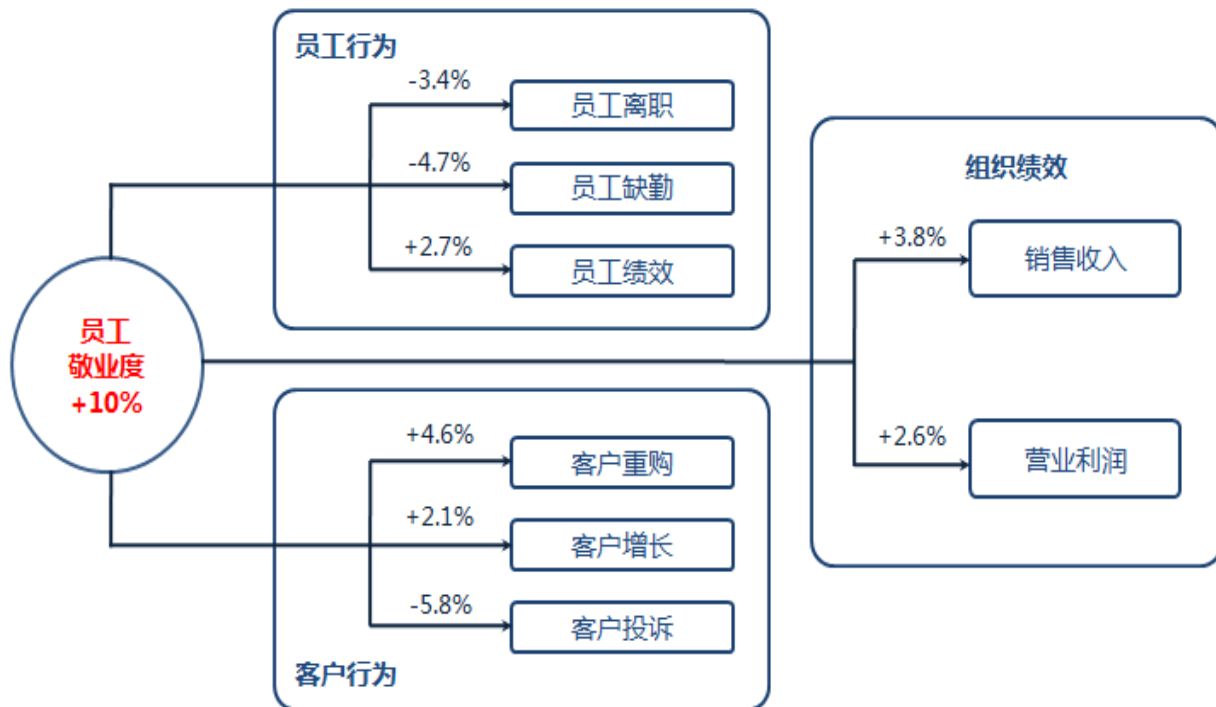 员工行为
-3.4%
员工离职
-4.7%
员工缺勤
+2.7%
员工绩效
员工
敬业度
+10%
+4.6%
客户重购
+2.1%
客户增长
-5.8%
客户投诉
客户行为
组织绩效
+3.8%
销售收入
+2.6%
营业利润